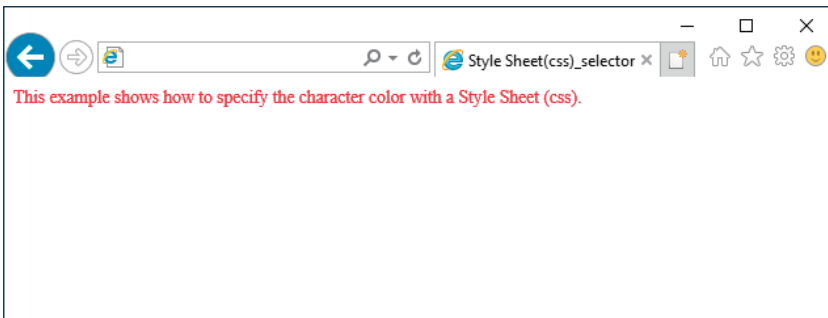 Style Sheet(css)_selector
This example shows how to specify the character color with a Style Sheet (css).